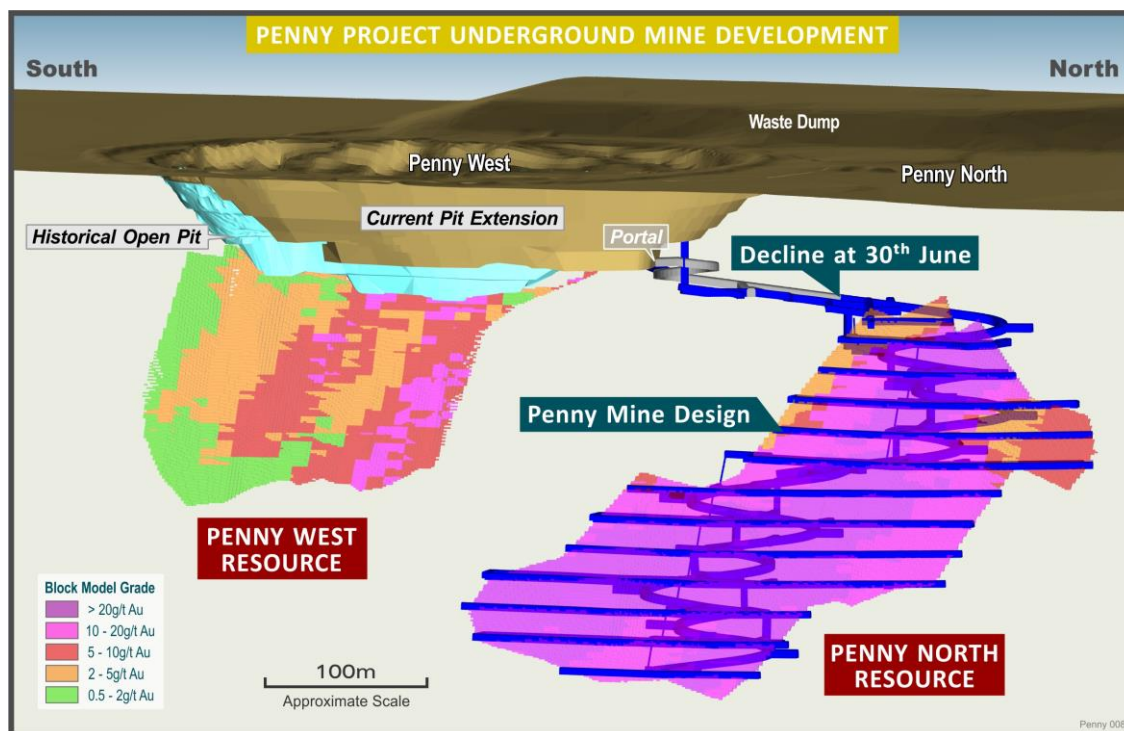 PENNY PROJECT UNDERGROUND MINE DEVELOPMENT
South
North
Waste Dump
Penny West
Penny North
Current Pit Extension
Historical Open Pit
Portal
Decline at 30th June
Penny Mine Design
PENNY WEST
RESOURCE
Block Model Grade
> 20g/t Au
10 - 20g/t Au
5 - 10g/t Au
2 - 5g/t Au
0.5 - 2g/t Au
100m
Approximate Scale
PENNY NORTH
RESOURCE
Penny 008